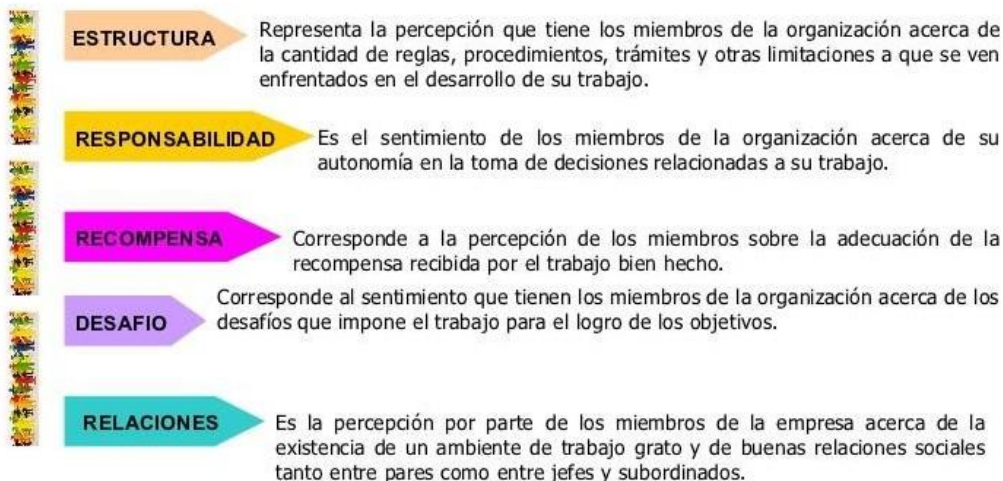 ESTRUCTURA
Representa la percepción que tiene los miembros de la organización acerca de
la cantidad de reglas, procedimientos, trámites y otras limitaciones a que se ven
enfrentados en el desarrollo de su trabajo.
RESPONSABILIDAD
Es el sentimiento de los miembros de la organización acerca de su
autonomía en la toma de decisiones relacionadas a su trabajo.
RECOMPENSA
Corresponde a la percepción de los miembros sobre la adecuación de la
recompensa recibida por el trabajo bien hecho.
DESAFIO
Corresponde al sentimiento que tienen los miembros de la organización acerca de los
desafíos que impone el trabajo para el logro de los objetivos.
RELACIONES
Es la percepción por parte de los miembros de la empresa acerca de la
existencia de un ambiente de trabajo grato y de buenas relaciones sociales
tanto entre pares como entre jefes y subordinados.